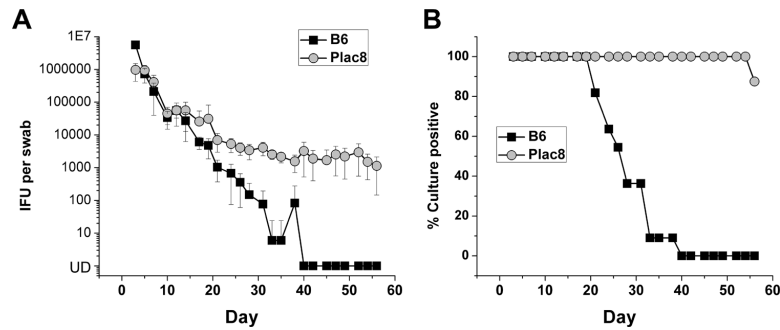 A
B6
Plac8
IFU per swab
1E7
1000000
100000
10000
1000
100
10
UD
0 10 20 30 40 50 60
Day
B
B6
Plac8
% Culture positive
100
80
60
40
20
0
0 10 20 30 40 50 60
Day